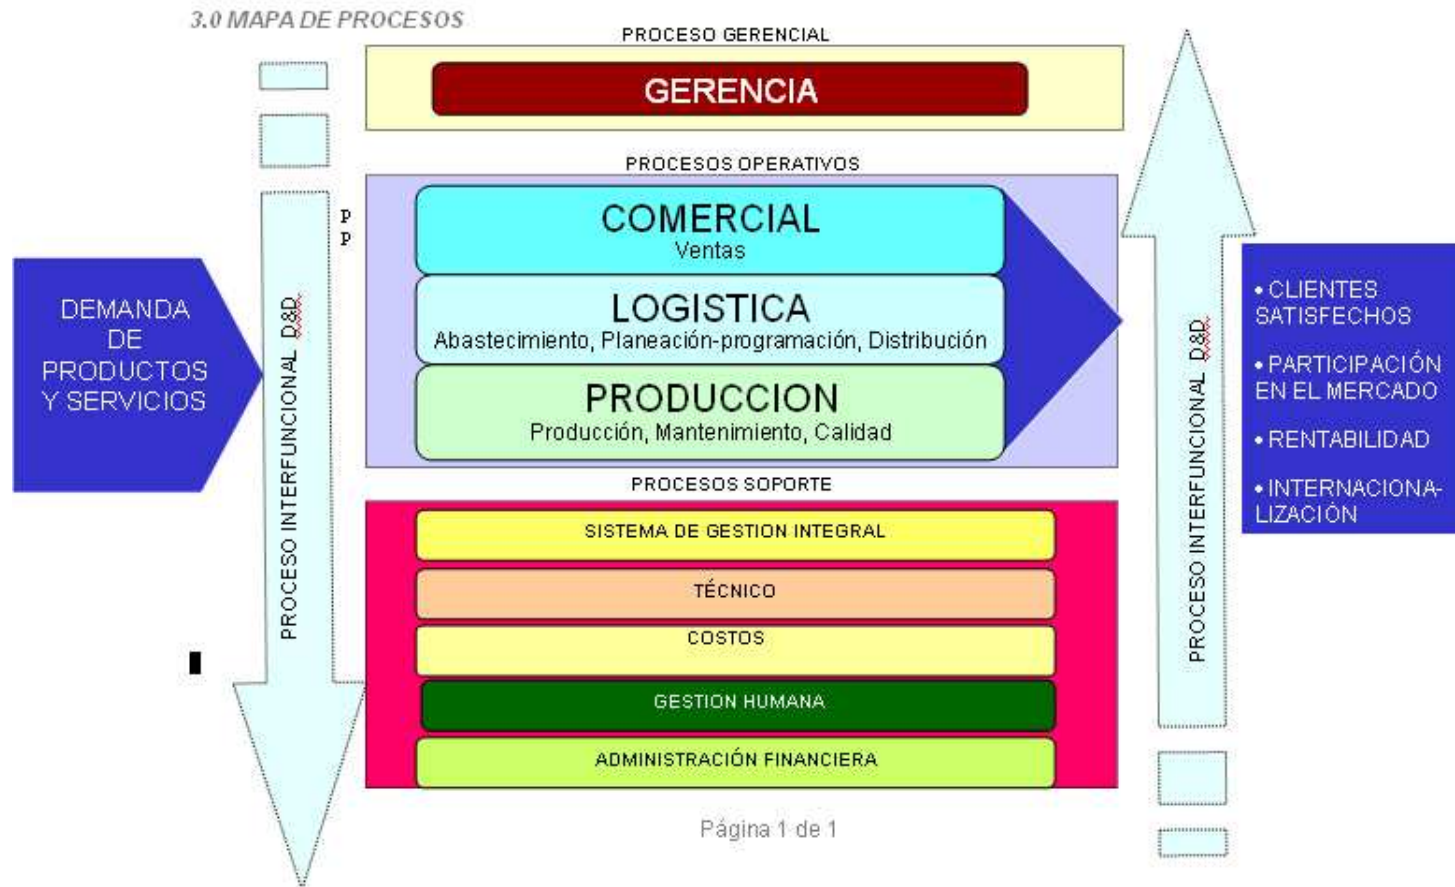 3.0 MAPA DE PROCESOS
PROCESO GERENCIAL
GERENCIA
PROCESOS OPERATIVOS
P
P
COMERCIAL
Ventas
LOGISTICA
Abastecimiento, Planeación-programación, Distribución
PRODUCCION
Producción, Mantenimiento, Calidad
DEMANDA
DE
PRODUCTOS
Y SERVICIOS
PROCESO INTERFUNCIONAL D&D
PROCESO INTERFUNCIONAL D&D
• CLIENTES
SATISFECHOS
• PARTICIPACIÓN
EN EL MERCADO
• RENTABILIDAD
• INTERNACIONA-
LIZACIÓN
PROCESOS SOPORTE
SISTEMA DE GESTION INTEGRAL
TÉCNICO
COSTOS
GESTION HUMANA
ADMINISTRACIÓN FINANCIERA
Página 1 de 1